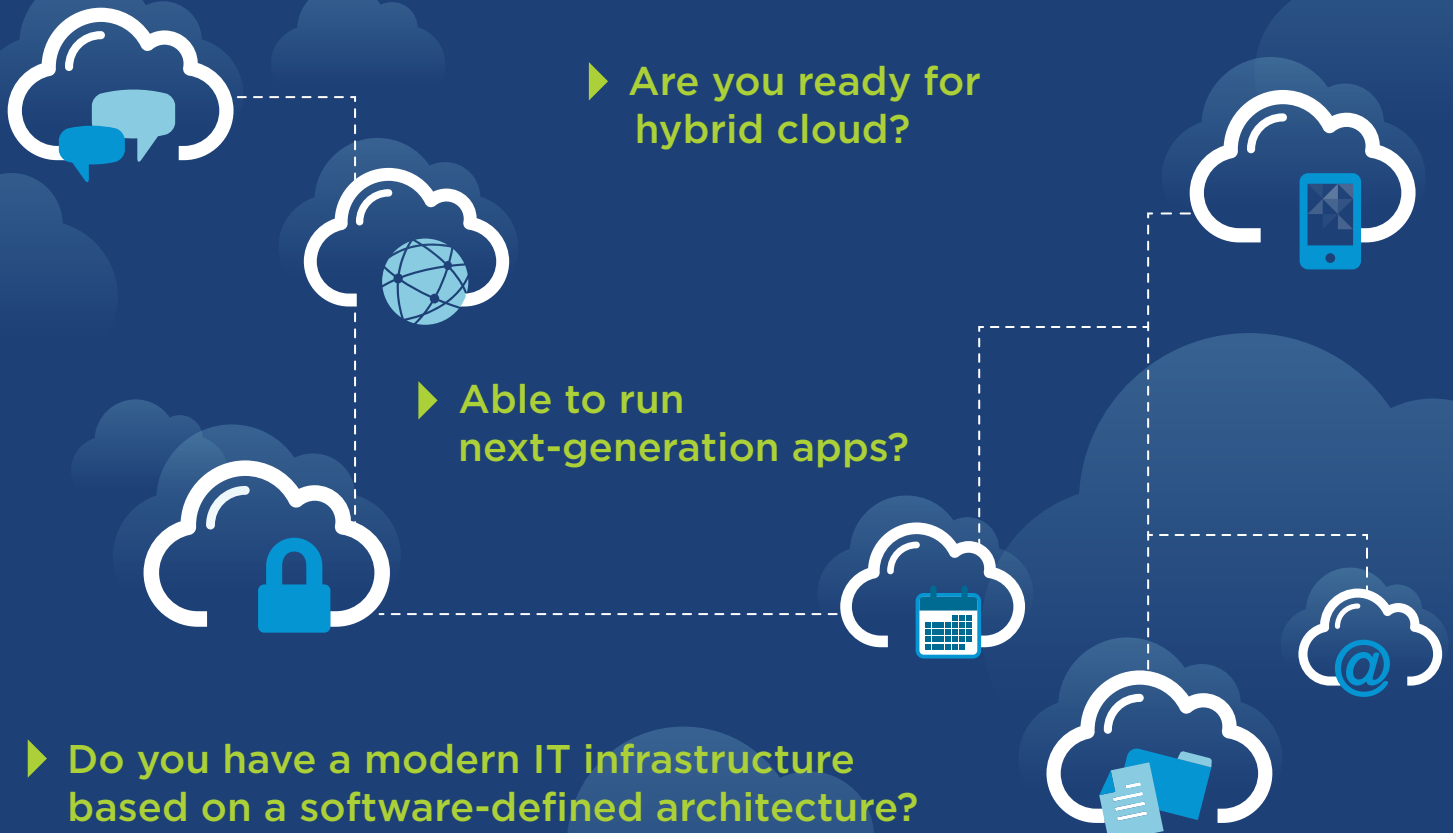 Are you ready for
hybrid cloud?
Able to run
next-generation apps?
@
Do you have a modern IT infrastructure
based on a software-defined architecture?